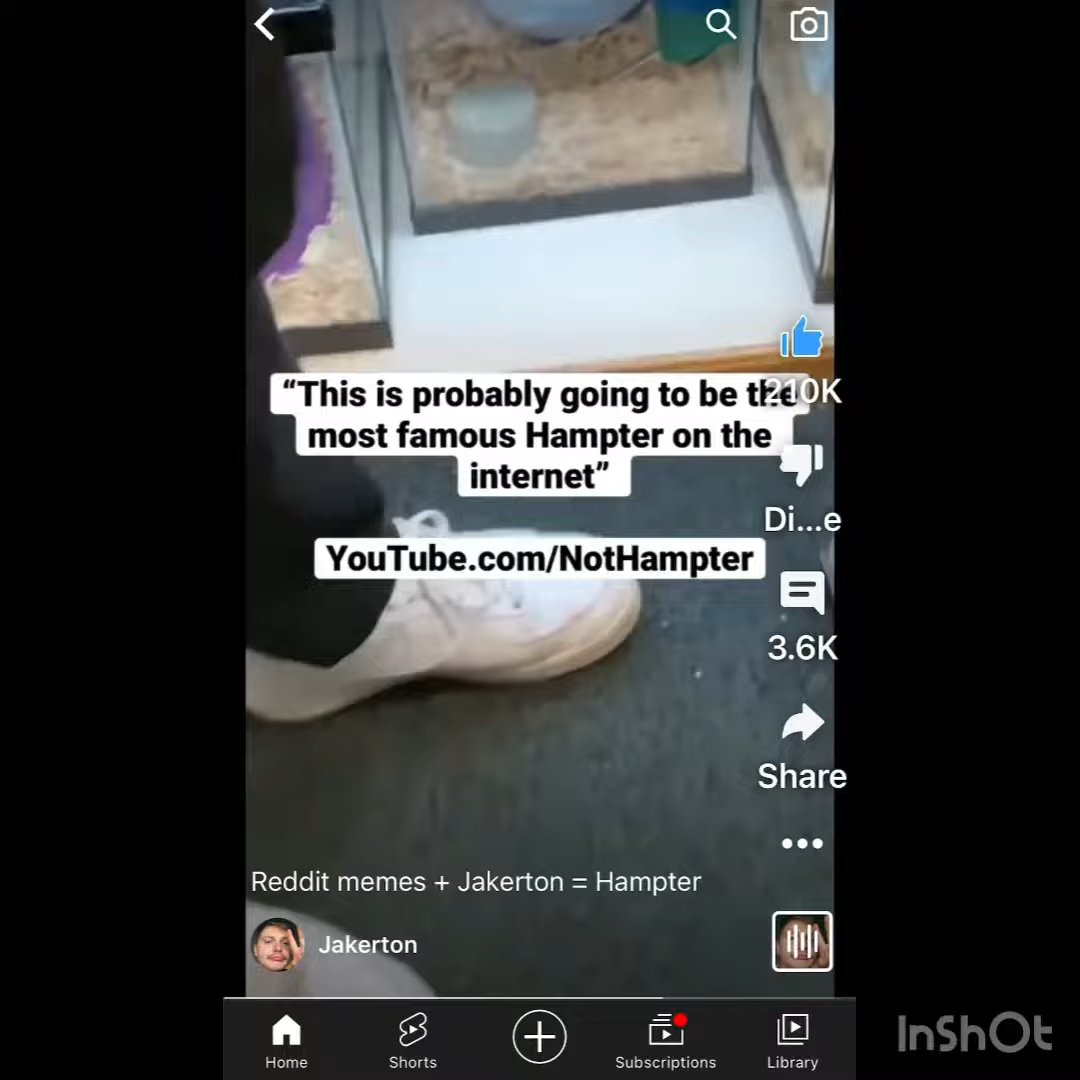 “This is probably going to be the
most famous Hampter on the
internet”
YouTube.com/NotHampter
210K
Di...e
3.6K
Share
Reddit memes + Jakerton = Hampter
Jakerton
Home
Shorts
Subscriptions
Library
InShOt